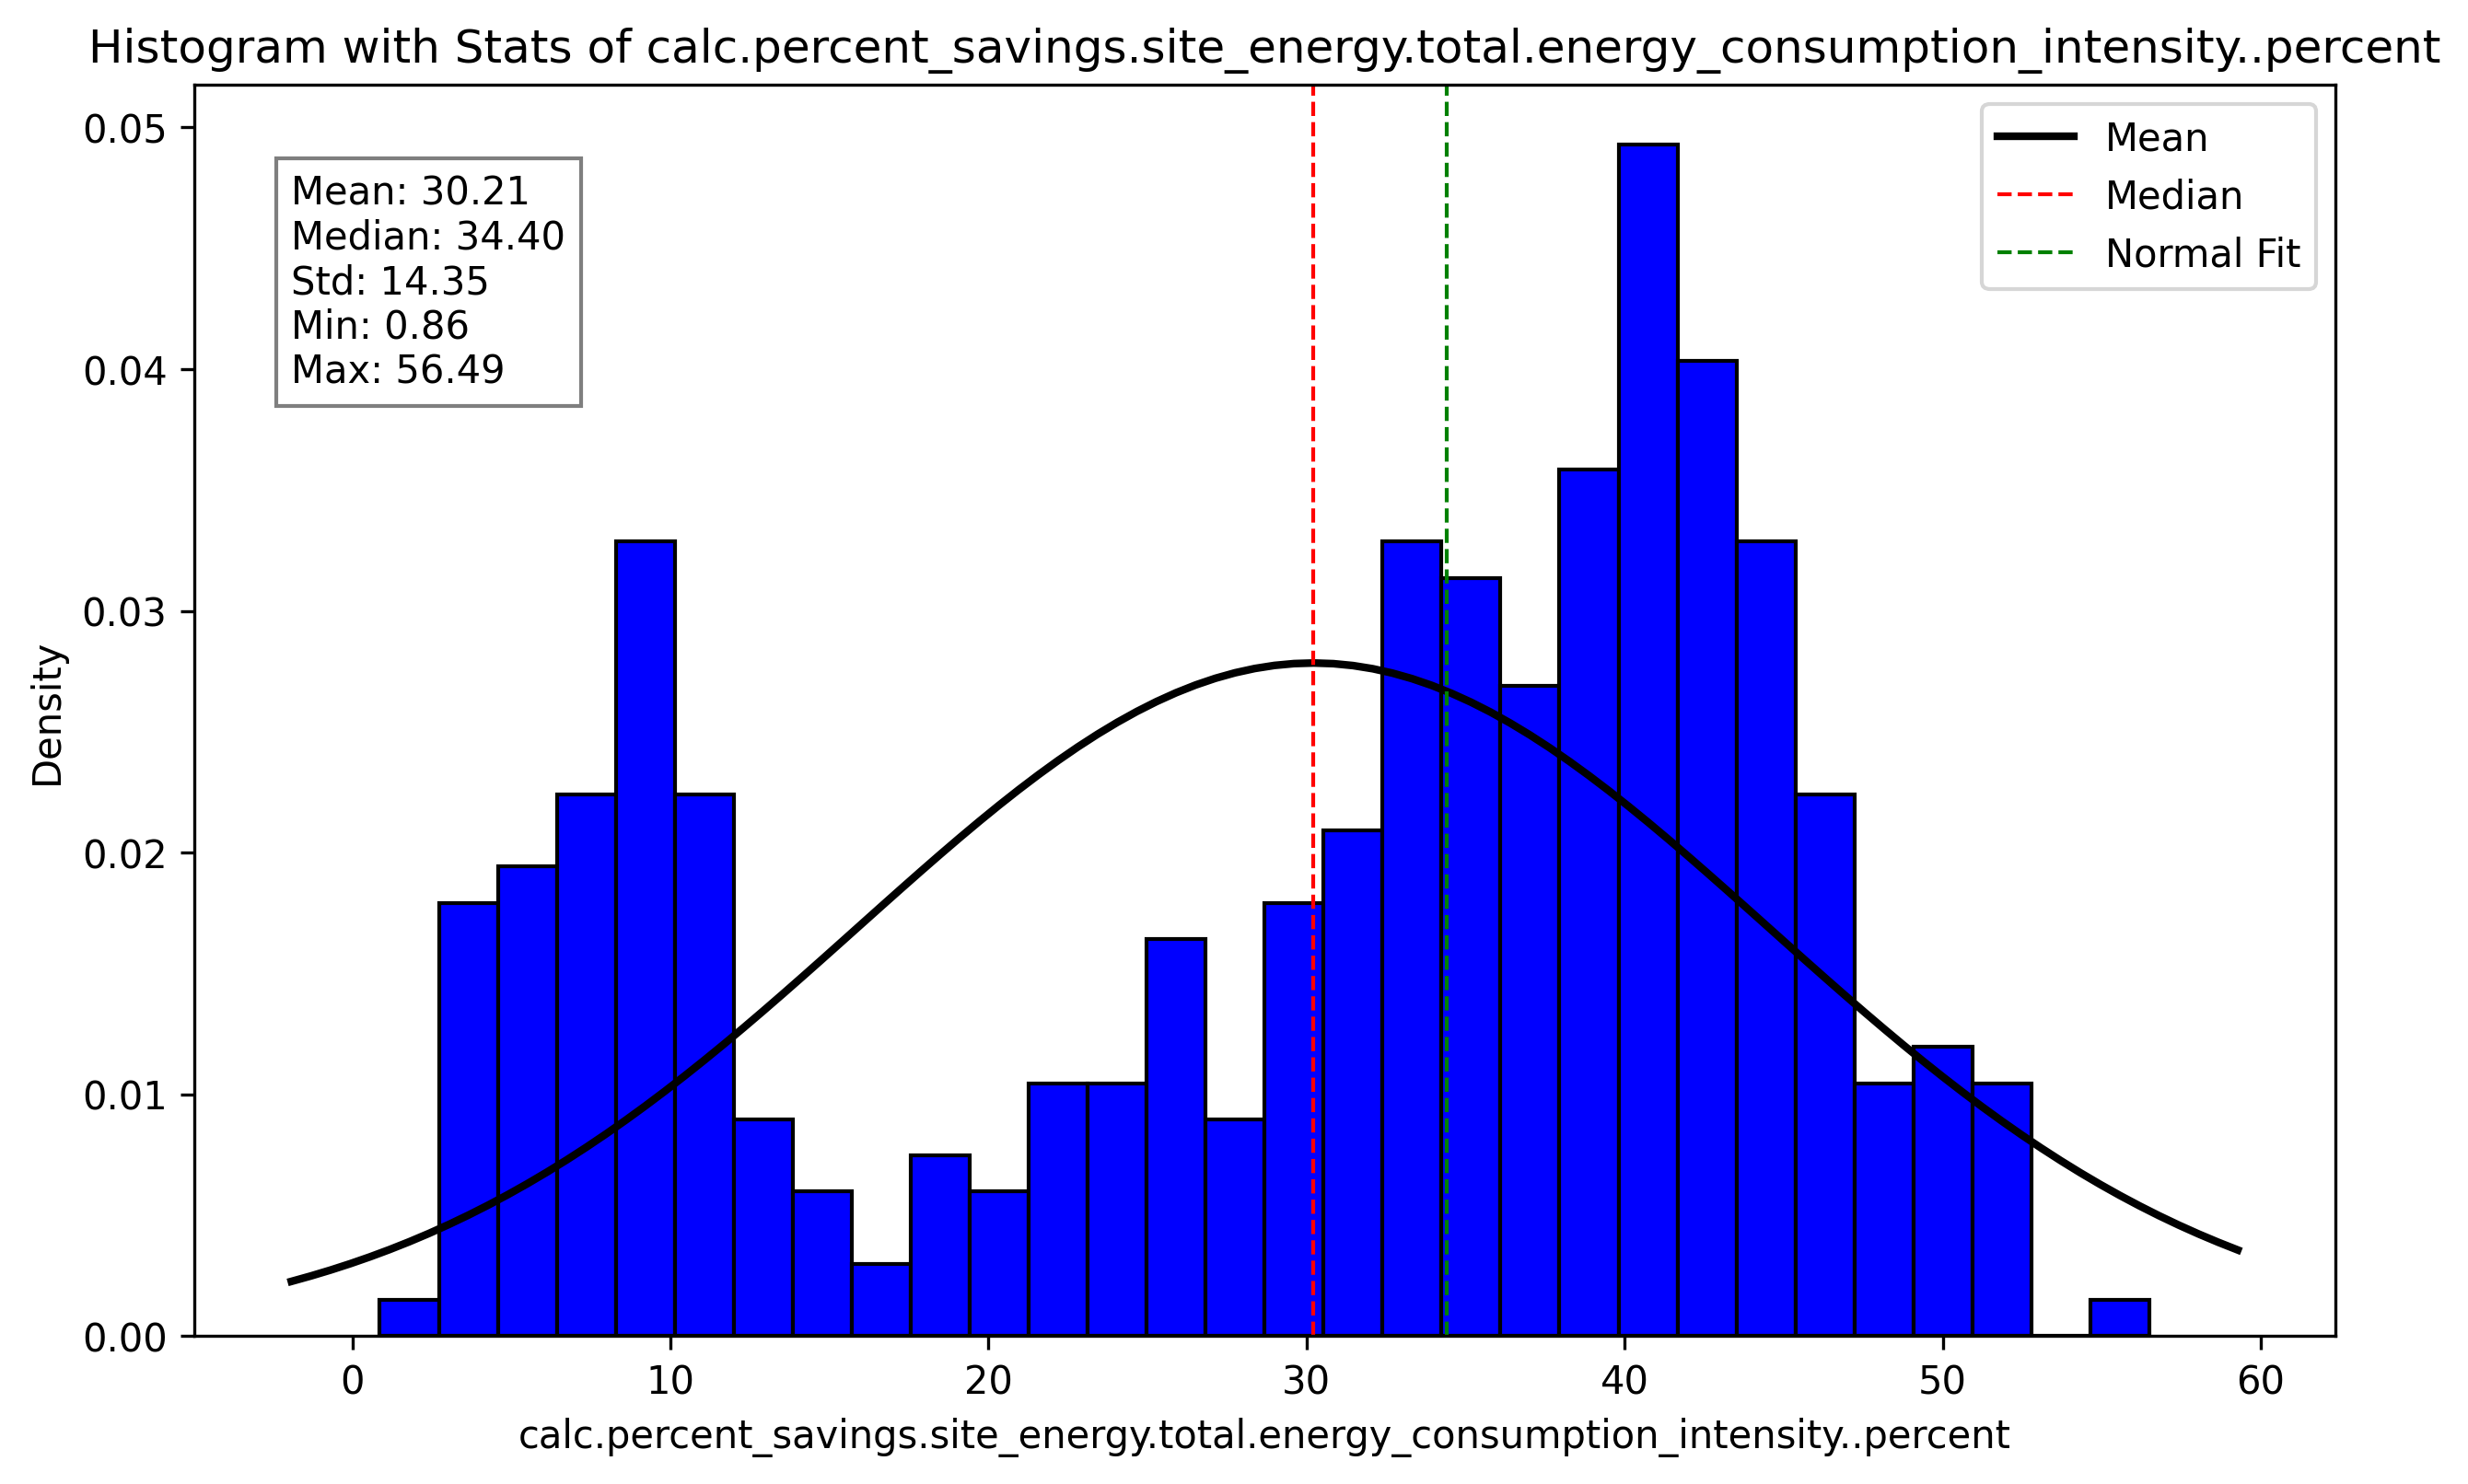 Histogram with Stats of calc.percent_savings.site_energy.total.energy_consumption_intensity..percent
Mean: 30.21
Median: 34.40
Std: 14.35
Min: 0.86
Max: 56.49
Mean
Median
Normal Fit
Density
0.05
0.04
0.03
0.02
0.01
0.00
0
10
20
30
40
50
60
calc.percent_savings.site_energy.total.energy_consumption_intensity..percent